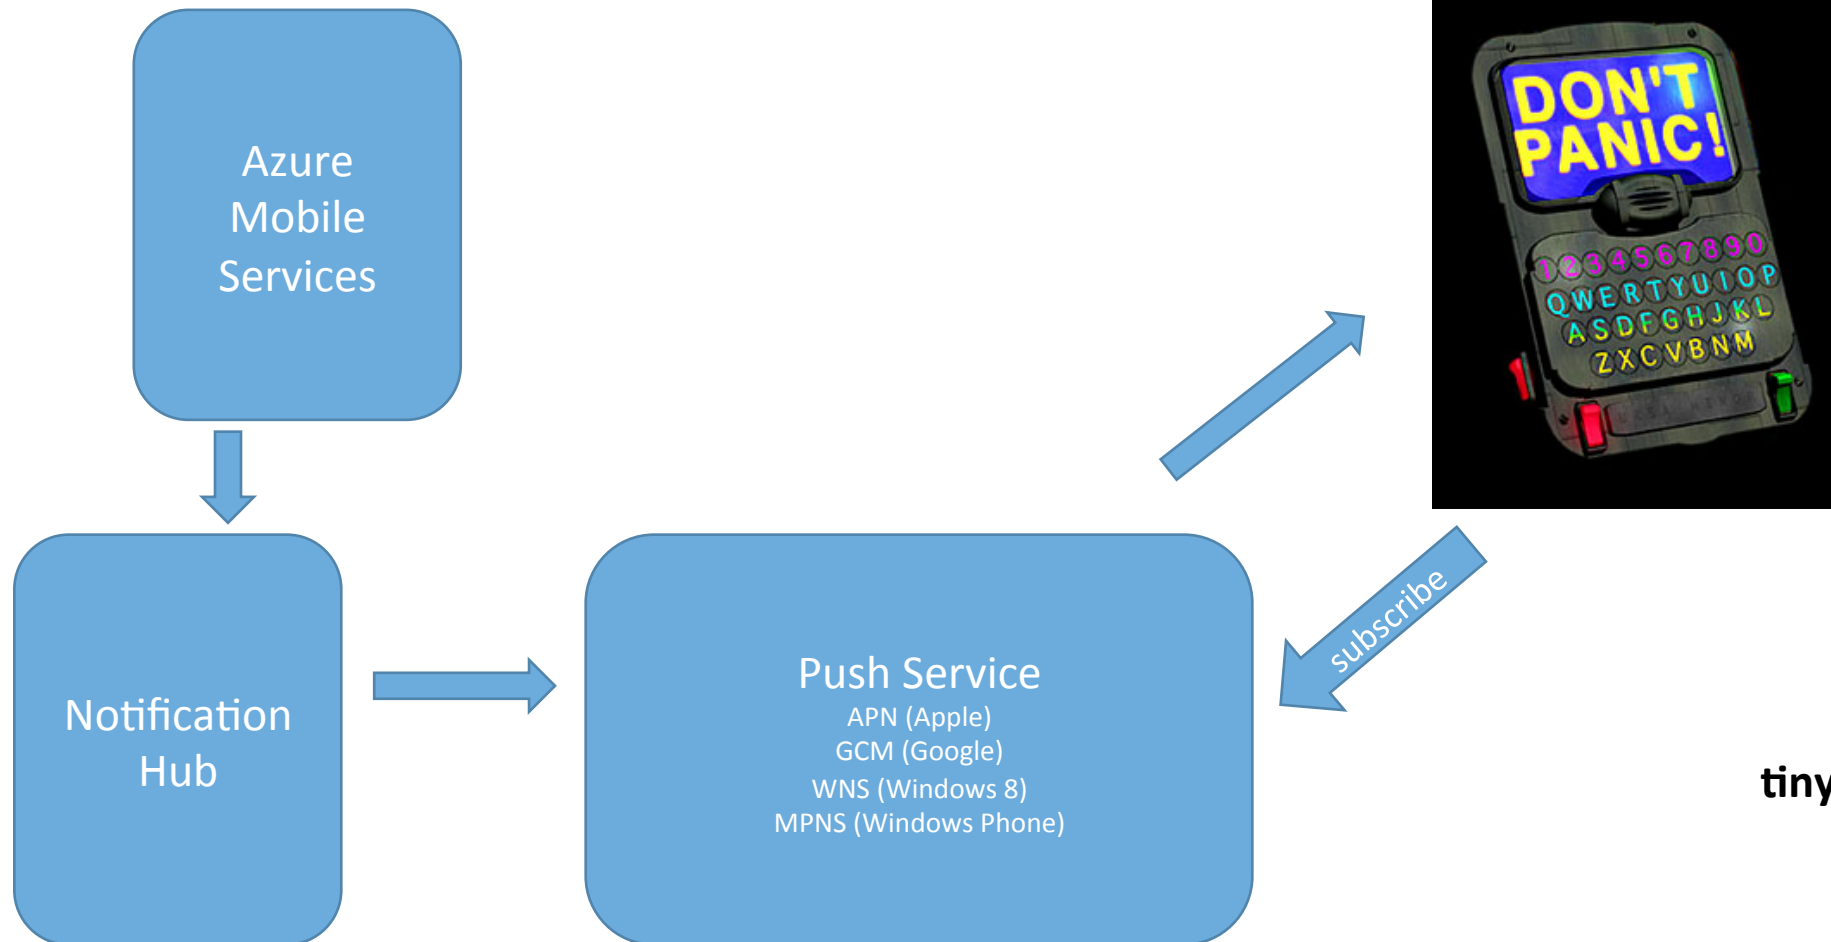 Azure
Mobile
Services
DON'T
PANIC!
1234567890
QWERTYUIOP
ASDFGHJKL
ZXCVBNM
subscribe
Notification
Hub
Push Service
APN (Apple)
GCM (Google)
WNS (Windows 8)
MPNS (Windows Phone)
tiny